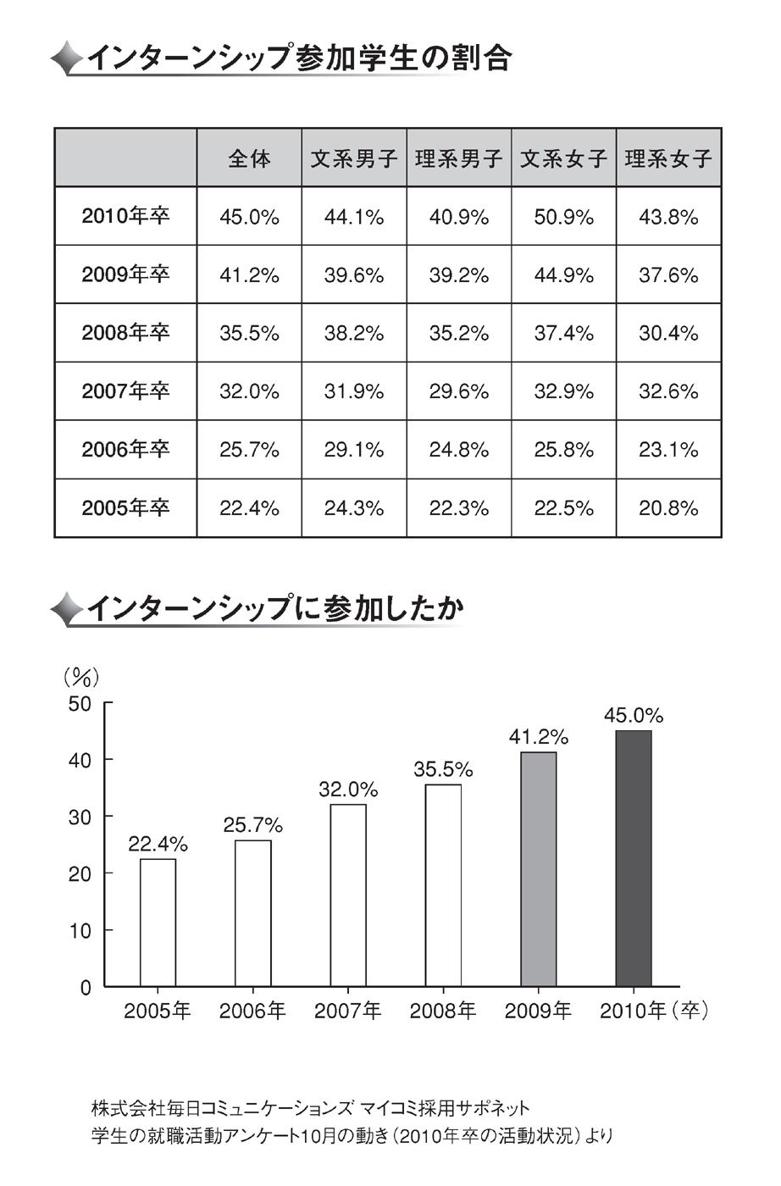 インターンシップ参加学生の割合
全体 文系男子 理系男子 文系女子 理系女子
2010年卒 45.0% 44.1% 40.9% 50.9% 43.8%
2009年卒 41.2% 39.6% 39.2% 44.9% 37.6%
2008年卒 35.5% 38.2% 35.2% 37.4% 30.4%
2007年卒 32.0% 31.9% 29.6% 32.9% 32.6%
2006年卒 25.7% 29.1% 24.8% 25.8% 23.1%
2005年卒 22.4% 24.3% 22.3% 22.5% 20.8%
インターンシップに参加したか
(%)
50
40
30
20
10
0
22.4%
25.7%
32.0%
35.5%
41.2%
45.0%
2005年 2006年 2007年 2008年 2009年 2010年(卒)
株式会社毎日コミュニケーションズ マイコミ採用サポネット
学生の就職活動アンケート10月の動き(2010年卒の活動状況)より